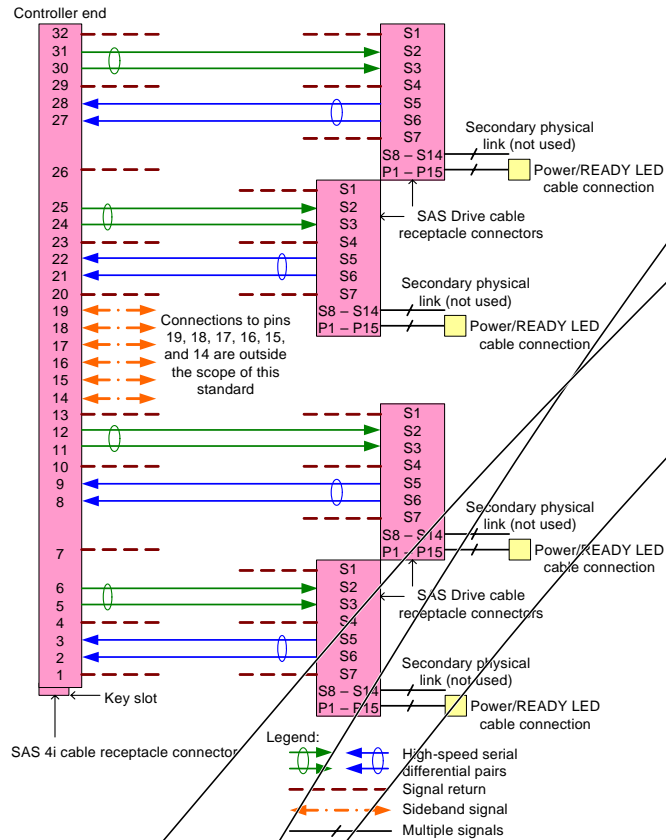 Controller end
32
31
30
29
28
27
26
25
24
23
22
21
20
19
18
17
16
15
14
13
12
11
10
9
8
7
6
5
4
3
2
1
S1
S2
S3
S4
S5
S6
S7
S8 – S14
P1 – P15
Secondary physical
link (not used)
Power/READY LED
cable connection
SAS Drive cable
receptacle connectors
S1
S2
S3
S4
S5
S6
S7
S8 – S14
P1 – P15
Secondary physical
link (not used)
Power/READY LED
cable connection
Connections to pins
19, 18, 17, 16, 15,
and 14 are outside
the scope of this
standard
S1
S2
S3
S4
S5
S6
S7
S8 – S14
P1 – P15
Secondary physical
link (not used)
Power/READY LED
cable connection
SAS Drive cable
receptacle connectors
S1
S2
S3
S4
S5
S6
S7
S8 – S14
P1 – P15
Secondary physical
link (not used)
Power/READY LED
cable connection
Key slot
SAS 4i cable receptacle connector
Legend:
High-speed serial
differential pairs
Signal return
Sideband signal
Multiple signals